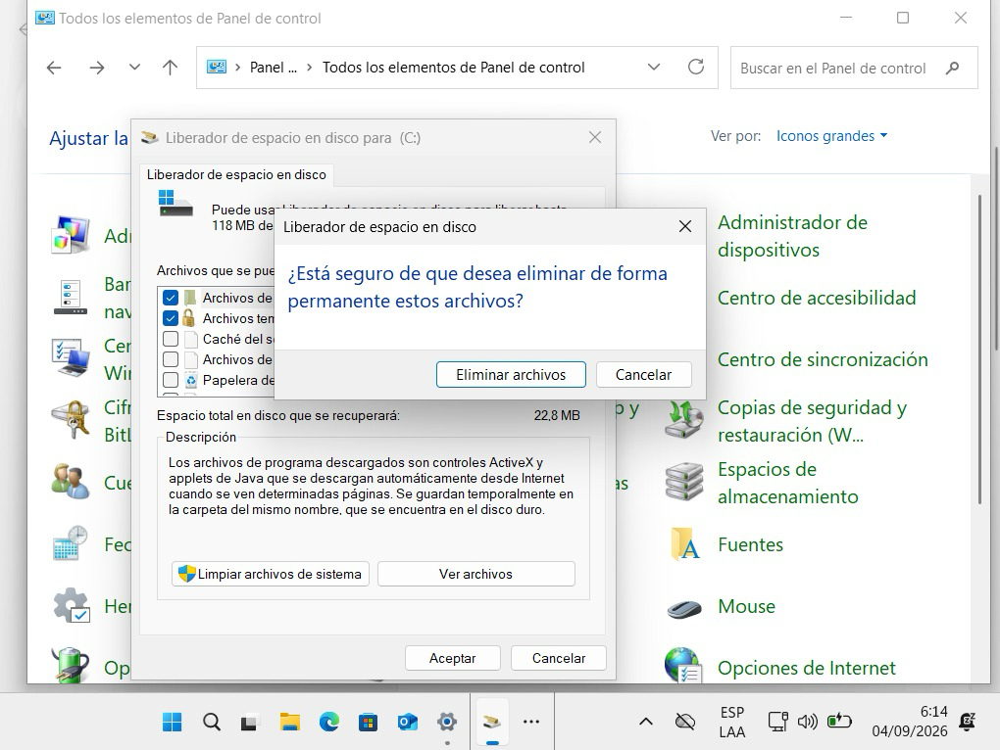 Todos los elementos de Panel de control
Panel ... > Todos los elementos de Panel de control
Buscar en el Panel de control
Ajustar la
Ver por: Iconos grandes
Liberador de espacio en disco para (C:)
Liberador de espacio en disco
Puede usar Liberador de espacio en disco para liberar hasta
118 MB de
Archivos que se pue
Archivos de
Archivos tem
Caché del s
Archivos de
Papelera de
Liberador de espacio en disco
¿Está seguro de que desea eliminar de forma
permanente estos archivos?
Eliminar archivos
Cancelar
Espacio total en disco que se recuperará: 22,8 MB
Descripción
Los archivos de programa descargados son controles ActiveX y
applets de Java que se descargan automáticamente desde Internet
cuando se ven determinadas páginas. Se guardan temporalmente en
la carpeta del mismo nombre, que se encuentra en el disco duro.
Limpiar archivos de sistema
Ver archivos
Aceptar
Cancelar
Adr
Bar
nav
Cer
Win
Cifr
BitL
Cue
Fec
Her
Op
o y
as
Administrador de
dispositivos
Centro de accesibilidad
Centro de sincronización
Copias de seguridad y
restauración (W...
Espacios de
almacenamiento
Fuentes
Mouse
Opciones de Internet
ESP
LAA
6:14
04/09/2026